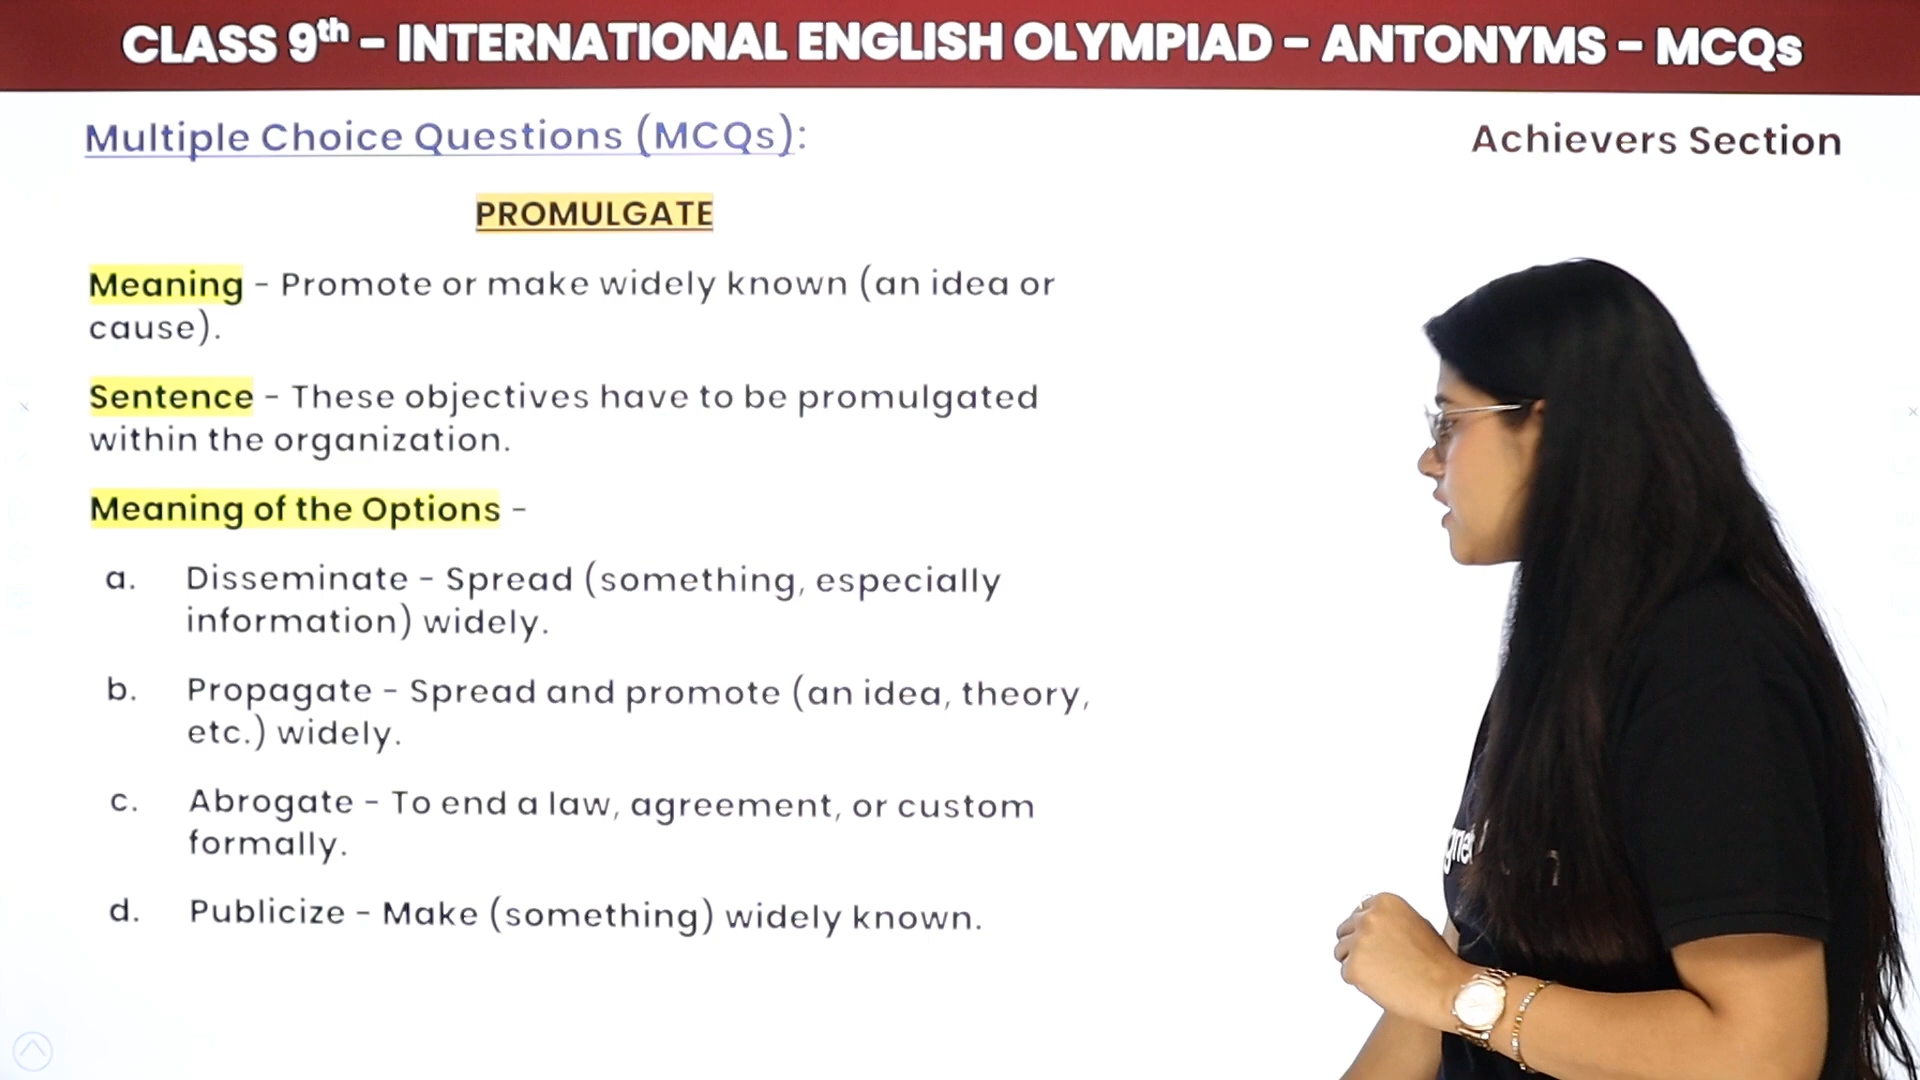 CLASS 9th - INTERNATIONAL ENGLISH OLYMPIAD - ANTONYMS - MCQs
Multiple Choice Questions (MCQs):
Achievers Section
PROMULGATE
Meaning - Promote or make widely known (an idea or
cause).
Sentence - These objectives have to be promulgated
within the organization.
Meaning of the Options -
a. Disseminate - Spread (something, especially
information) widely.
b. Propagate - Spread and promote (an idea, theory,
etc.) widely.
c. Abrogate - To end a law, agreement, or custom
formally.
d. Publicize - Make (something) widely known.